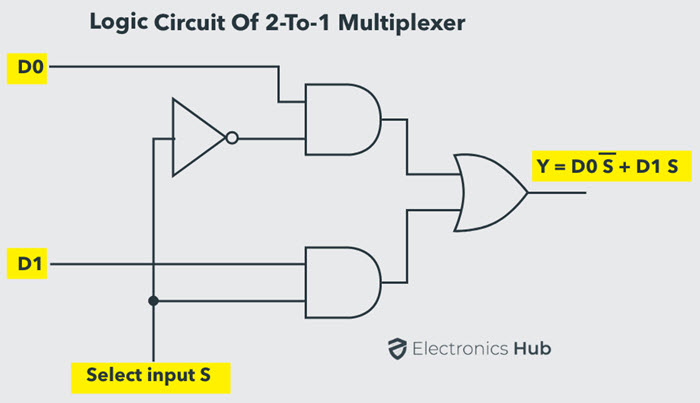 Logic Circuit Of 2-To-1 Multiplexer
D0
Y = D0 S̅ + D1 S
D1
Electronics Hub
Select input S